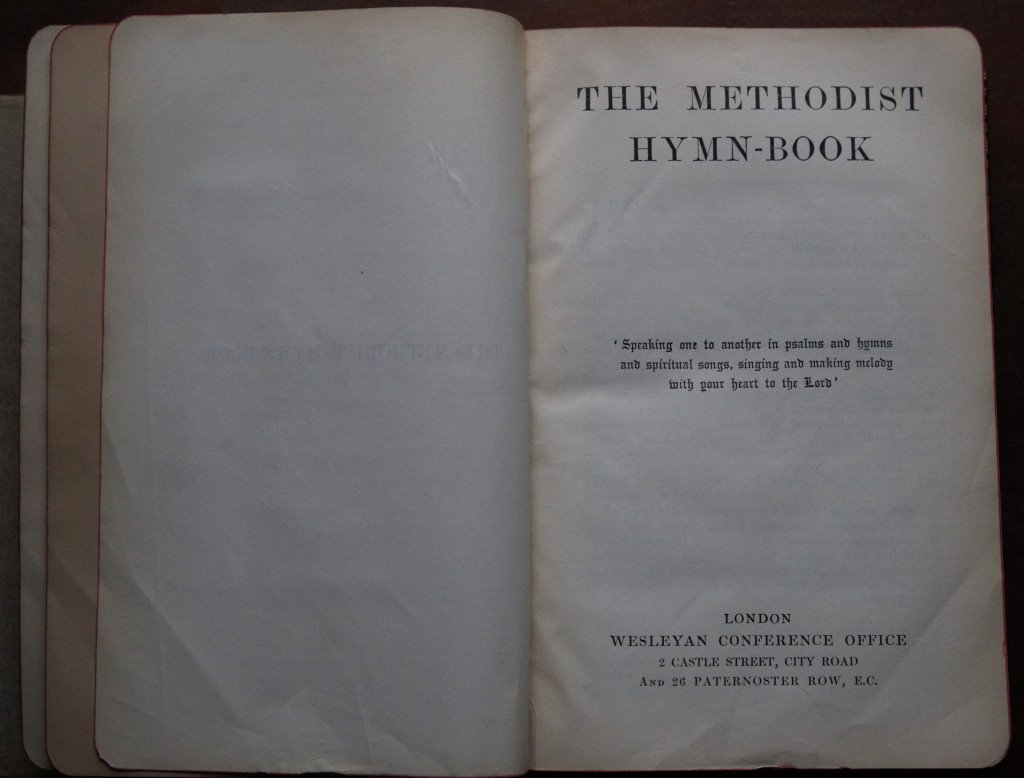 THE METHODIST
HYMN-BOOK
‘Speaking one to another in psalms and hymns
and spiritual songs, singing and making melody
with your heart to the Lord’
LONDON
WESLEYAN CONFERENCE OFFICE
2 CASTLE STREET, CITY ROAD
AND 26 PATERNOSTER ROW, E.C.